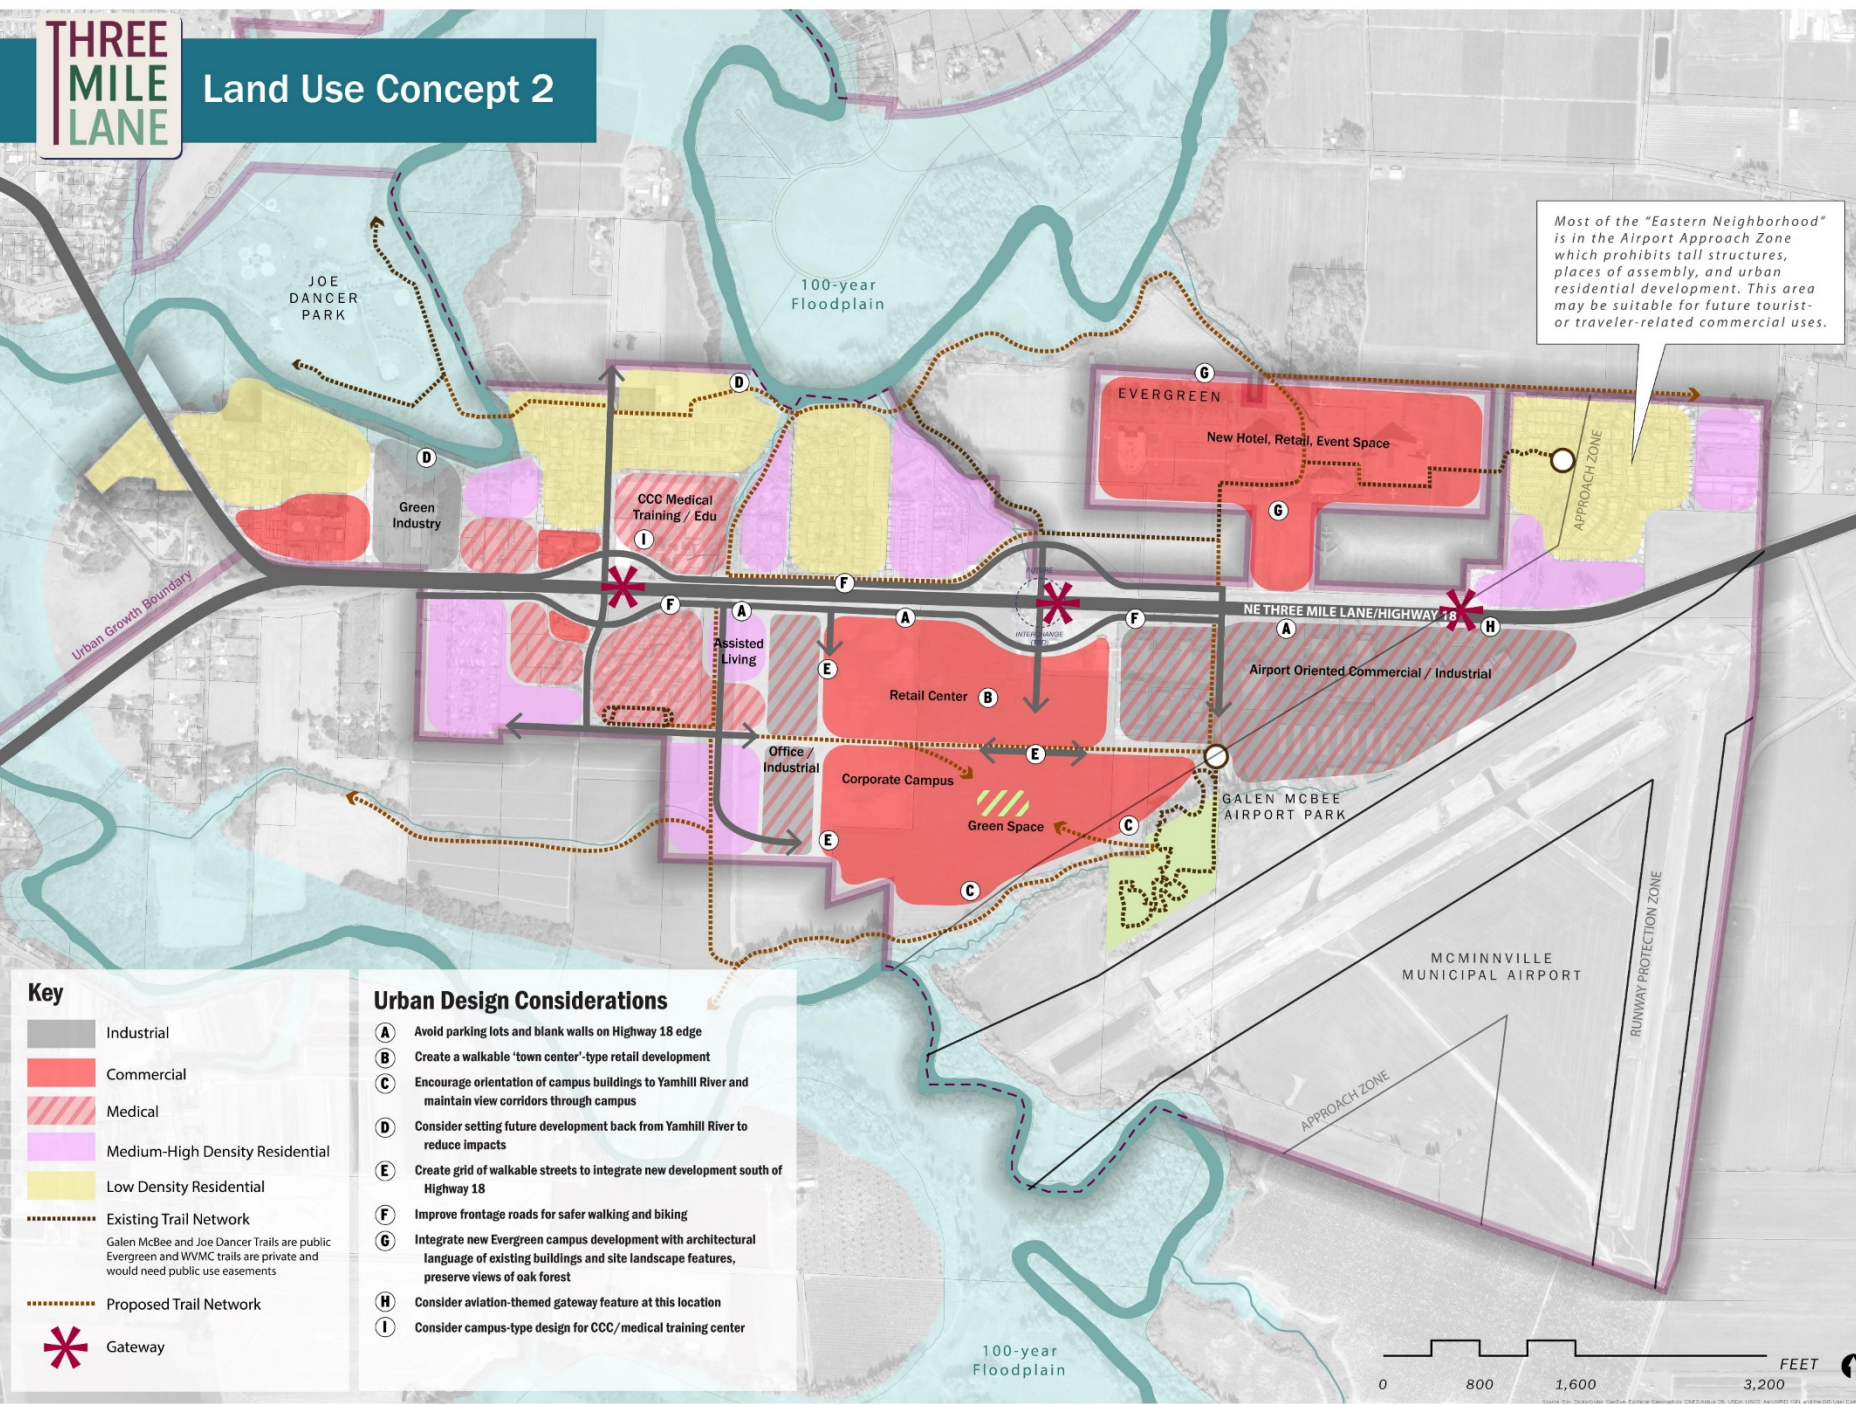 THREE
MILE
LANE
Land Use Concept 2
Most of the “Eastern Neighborhood”
is in the Airport Approach Zone
which prohibits tall structures,
places of assembly, and urban
residential development. This area
may be suitable for future tourist-
or traveler-related commercial uses.
JOE
DANCER
PARK
100-year
Floodplain
G
D
EVERGREEN
New Hotel, Retail, Event Space
APPROACH ZONE
D
Green
Industry
CCC Medical
Training / Edu
I
G
F
FUTURE
INTERCHANGE
Urban Growth Boundary
F
A
A
F
NE THREE MILE LANE/HIGHWAY 18
A
H
Assisted
Living
E
Retail Center
B
Airport Oriented Commercial / Industrial
Office /
Industrial
Corporate Campus
E
Green Space
C
E
C
GALEN MCBEE
AIRPORT PARK
MCMINNVILLE
MUNICIPAL AIRPORT
RUNWAY PROTECTION ZONE
APPROACH ZONE
Key
Industrial
Commercial
Medical
Medium-High Density Residential
Low Density Residential
Existing Trail Network
Galen McBee and Joe Dancer Trails are public
Evergreen and WVMC trails are private and
would need public use easements
Proposed Trail Network
Gateway
Urban Design Considerations
A Avoid parking lots and blank walls on Highway 18 edge
B Create a walkable ‘town center’-type retail development
C Encourage orientation of campus buildings to Yamhill River and
maintain view corridors through campus
D Consider setting future development back from Yamhill River to
reduce impacts
E Create grid of walkable streets to integrate new development south of
Highway 18
F Improve frontage roads for safer walking and biking
G Integrate new Evergreen campus development with architectural
language of existing buildings and site landscape features,
preserve views of oak forest
H Consider aviation-themed gateway feature at this location
I Consider campus-type design for CCC/medical training center
100-year
Floodplain
FEET
0 800 1,600 3,200